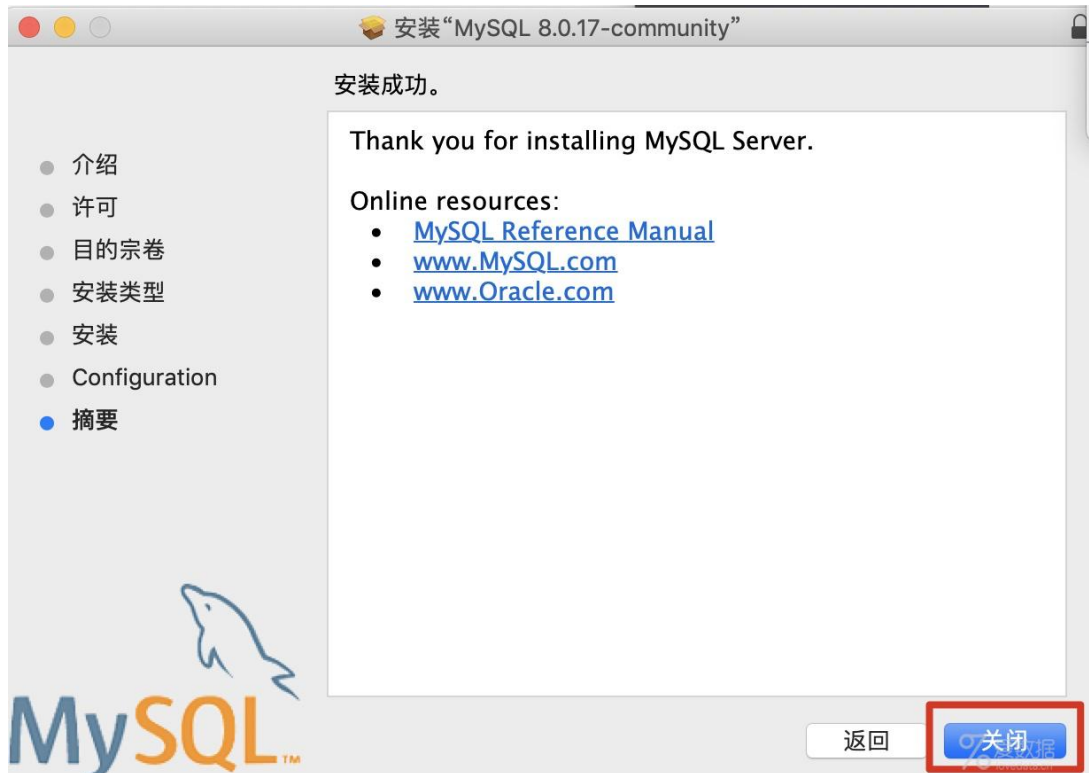 安装“MySQL 8.0.17-community”
安装成功。
介绍
许可
目的宗卷
安装类型
安装
Configuration
摘要
Thank you for installing MySQL Server.
Online resources:
• MySQL Reference Manual
• www.MySQL.com
• www.Oracle.com
MySQL™
返回
关闭